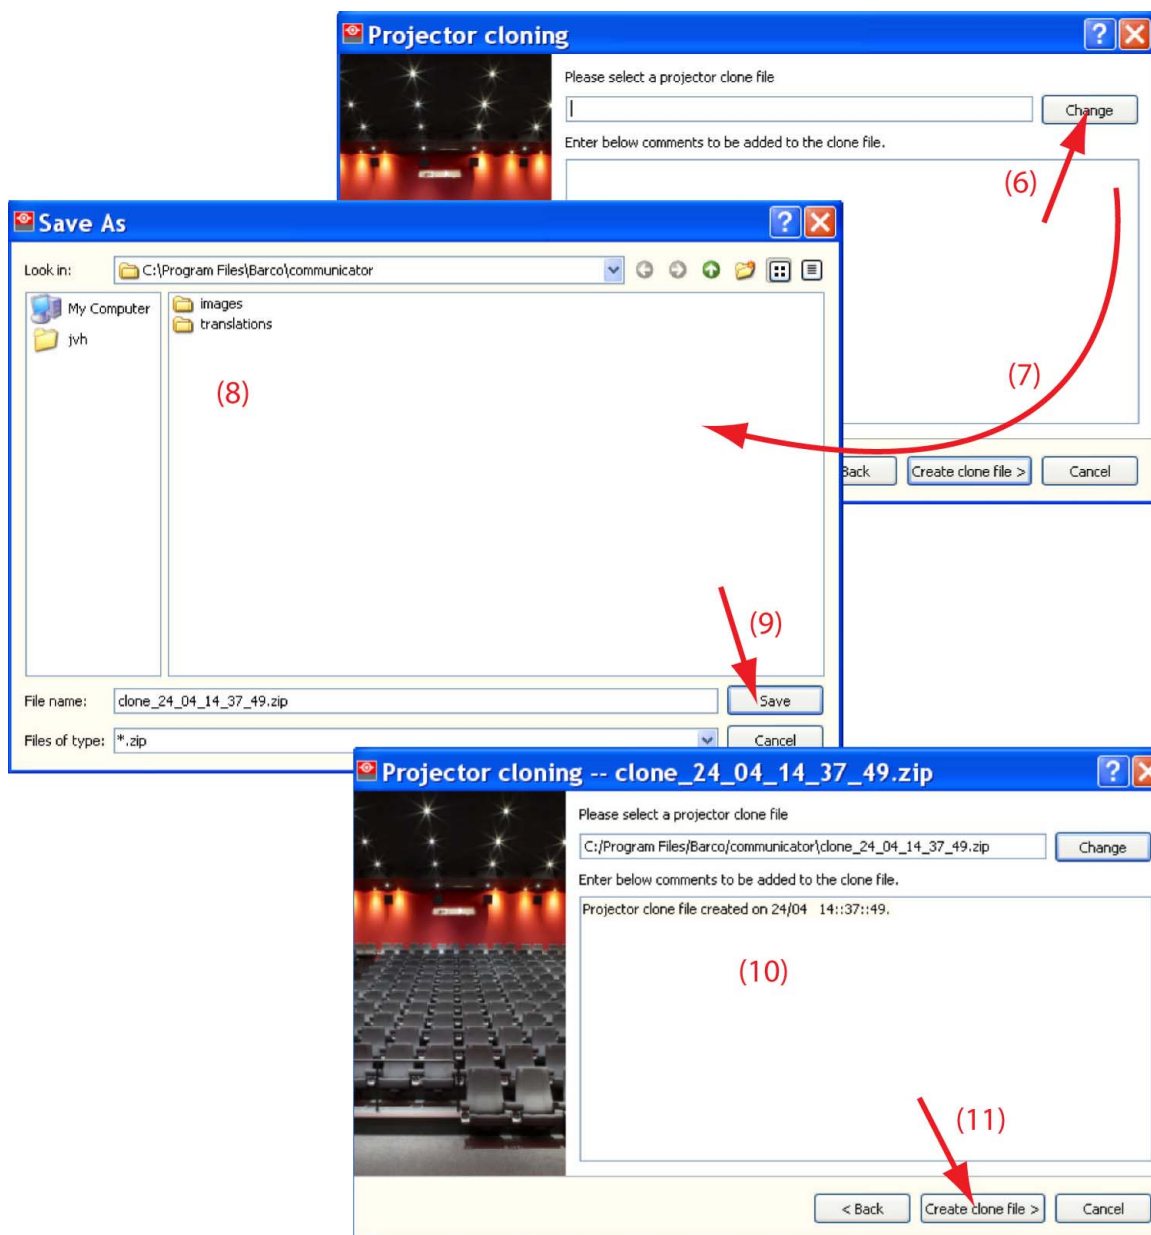 Projector cloning
Please select a projector clone file
Change
Enter below comments to be added to the clone file.
(6)
(7)
Back
Create clone file >
Cancel
Save As
Look in:
C:\Program Files\Barco\communicator
My Computer
jvh
images
translations
(8)
(9)
File name:
clone_24_04_14_37_49.zip
Save
Files of type:
*.zip
Cancel
Projector cloning -- clone_24_04_14_37_49.zip
Please select a projector clone file
C:/Program Files/Barco/communicator\clone_24_04_14_37_49.zip
Change
Enter below comments to be added to the clone file.
Projector clone file created on 24/04 14::37::49.
(10)
(11)
< Back
Create clone file >
Cancel